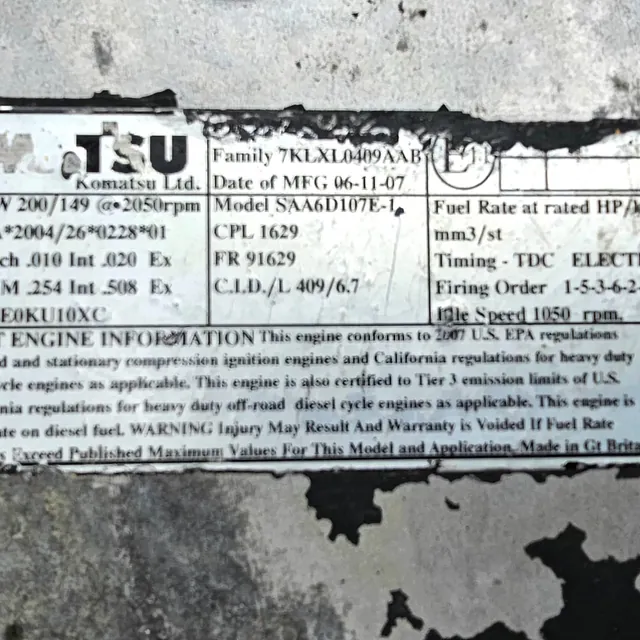 TSU
Komatsu Ltd.
Family 7KLXL0409AAB
E11
Date of MFG 06-11-07
W 200/149 @ 2050rpm
Model SAA6D107E-1
Fuel Rate at rated HP/
*2004/26*0228*01
CPL 1629
mm3/st
ch .010 Int .020 Ex
FR 91629
Timing - TDC ELECT
M .254 Int .508 Ex
C.I.D./L 409/6.7
Firing Order 1-5-3-6-2-
E0KU10XC
Idle Speed 1050 rpm.
T ENGINE INFORMATION This engine conforms to 2007 U.S. EPA regulations
d and stationary compression ignition engines and California regulations for heavy duty
cle engines as applicable. This engine is also certified to Tier 3 emission limits of U.S.
nia regulations for heavy duty off-road diesel cycle engines as applicable. This engine is
ate on diesel fuel. WARNING Injury May Result And Warranty is Voided If Fuel Rate
s Exceed Published Maximum Values For This Model and Application. Made in Gt Brita